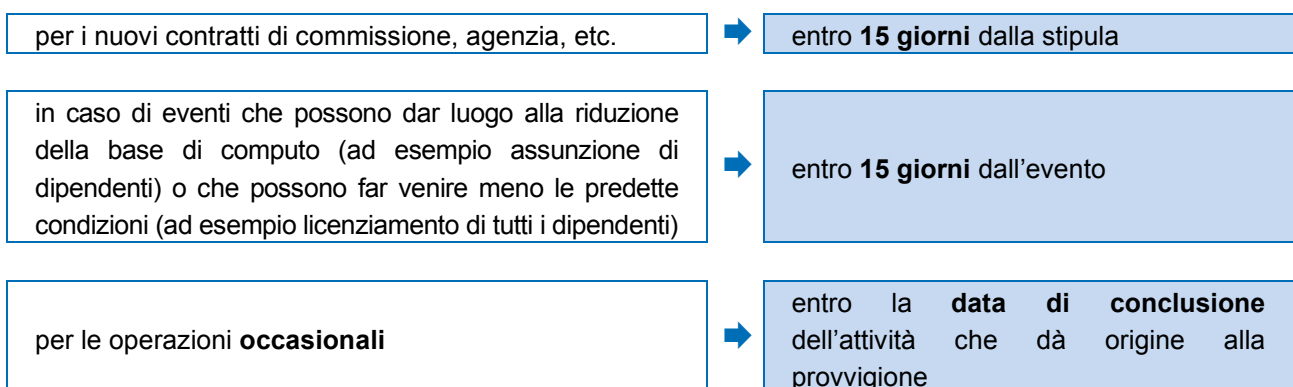 per i nuovi contratti di commissione, agenzia, etc.
entro 15 giorni dalla stipula
in caso di eventi che possono dar luogo alla riduzione
della base di computo (ad esempio assunzione di
dipendenti) o che possono far venire meno le predette
condizioni (ad esempio licenziamento di tutti i dipendenti)
entro 15 giorni dall’evento
per le operazioni occasionali
entro la data di conclusione
dell’attività che dà origine alla
provvigione